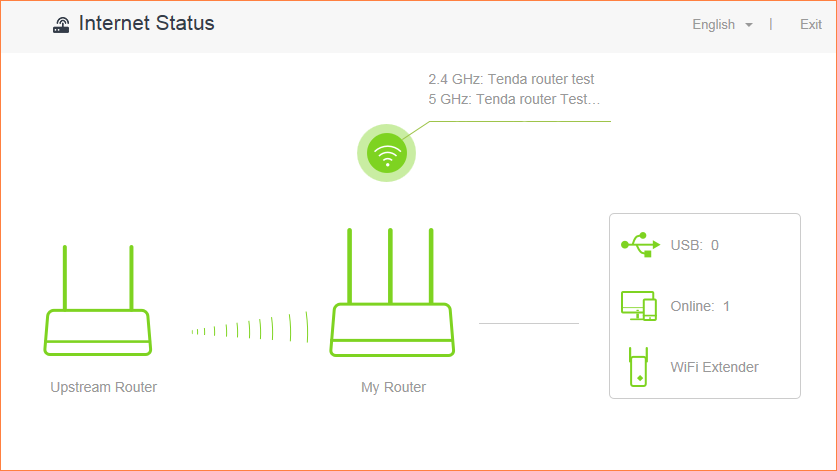 Internet Status
English | Exit
2.4 GHz: Tenda router test
5 GHz: Tenda router Test...
USB: 0
Online: 1
WiFi Extender
Upstream Router
My Router